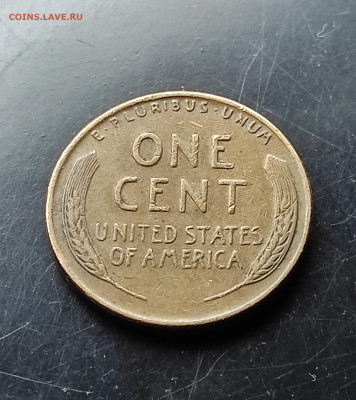 COINS.LAVE.RU
E·PLURIBUS·UNUM
ONE
CENT
UNITED STATES
OF AMERICA